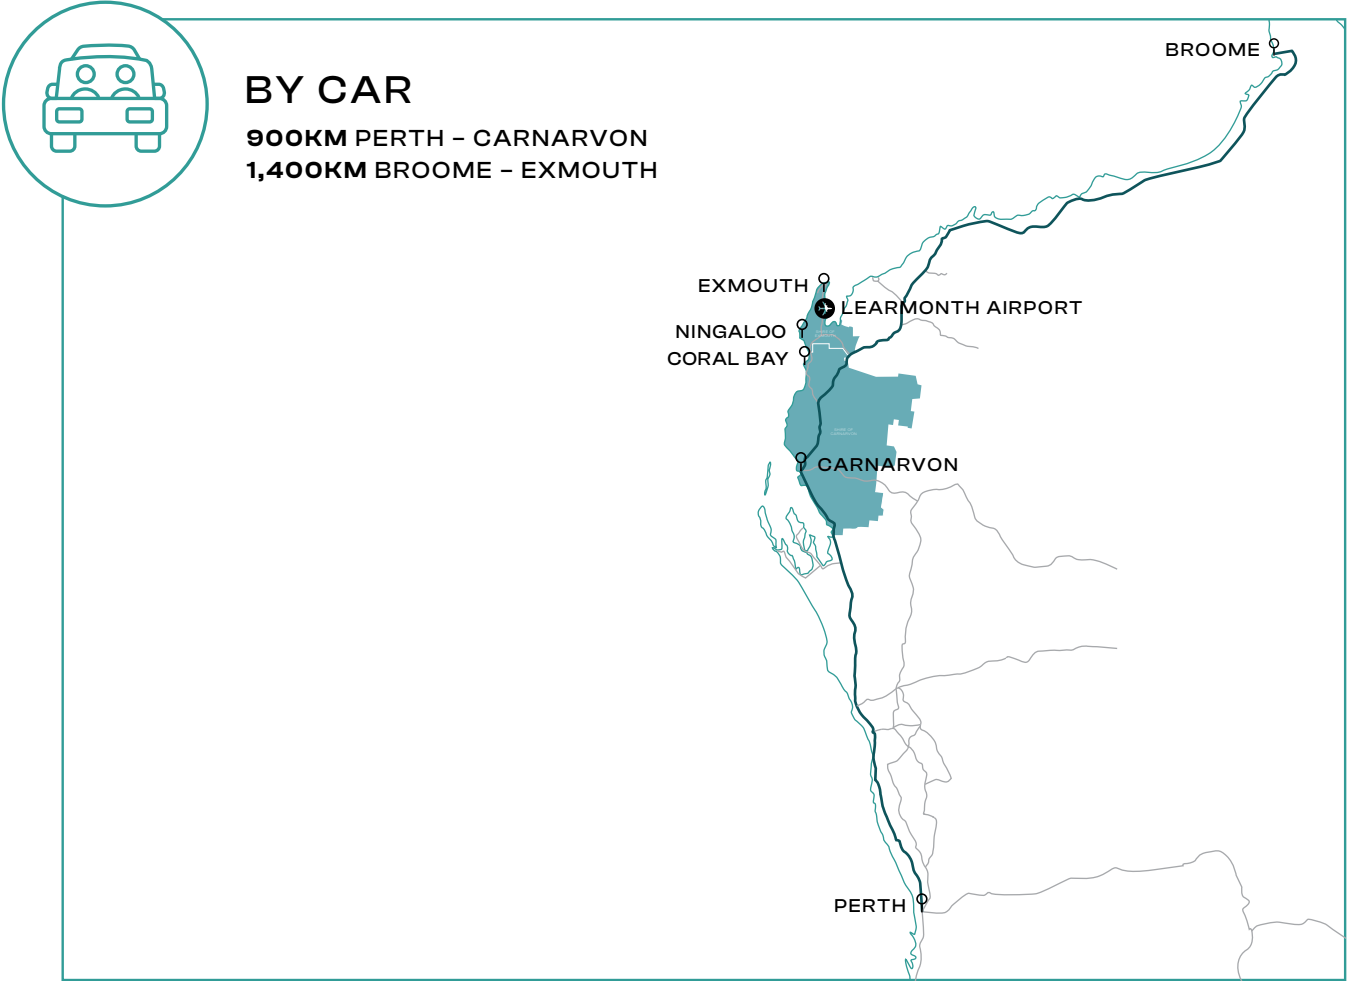 BY CAR
900KM PERTH – CARNARVON
1,400KM BROOME – EXMOUTH
BROOME
EXMOUTH
LEARMONTH AIRPORT
NINGALOO
CORAL BAY
CARNARVON
PERTH